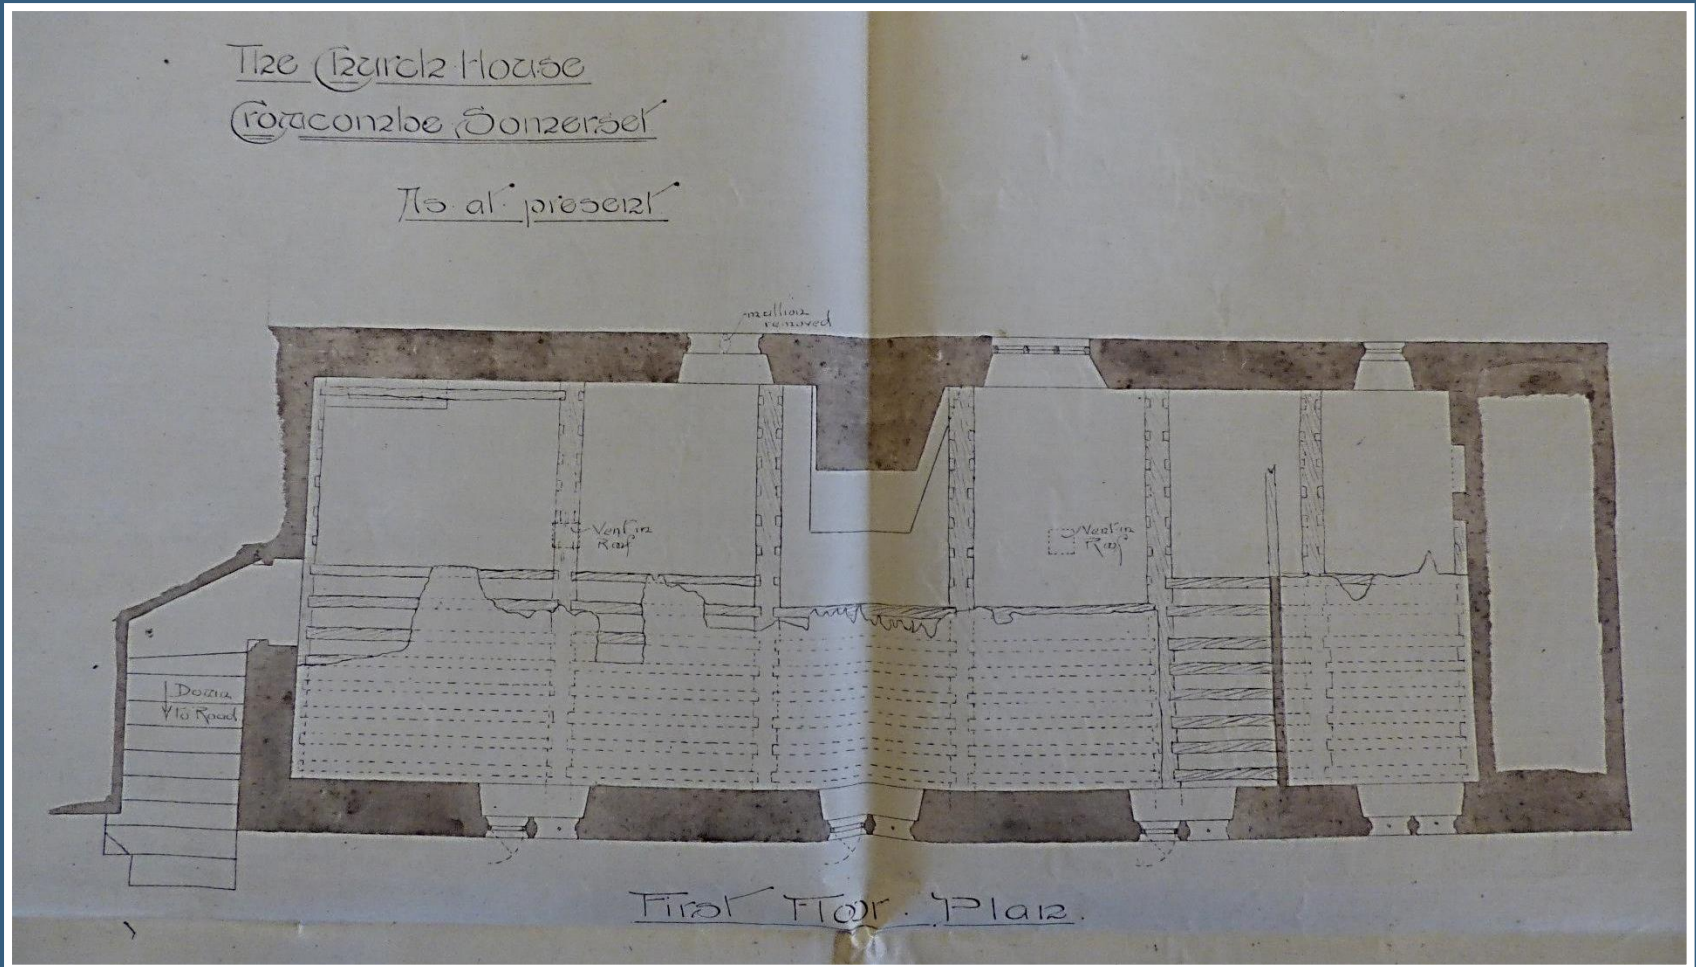 The Church House
Crowcombe Somerset
As at present
mullion
removed
Vent in
Roof
Vent in
Roof
Down
to Road
First Floor Plan.